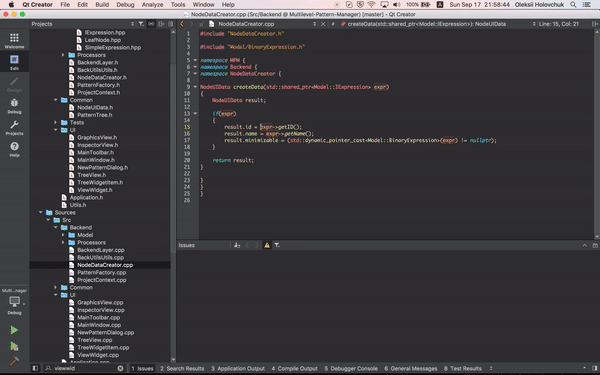 Qt Creator File Edit Build Debug Analyze Tools Window Help 100% Sun Sep 17 21:58:44 Oleksii Holovchuk
NodeDataCreator.cpp (Src/Backend @ Multilevel-Pattern-Manager) [master] - Qt Creator
Projects NodeDataCreator.cpp createData(std::shared_ptr<Model::IExpression>): NodeUIData Line: 15, Col: 21
Welcome
Edit
Design
Debug
Projects
Help
Multi...nager
Debug
IExpression.hpp
LeafNode.hpp
SimpleExpression.hpp
Processors
BackendLayer.h
BackUtilsUtils.h
NodeDataCreator.h
PatternFactory.h
ProjectContext.h
Common
NodeUIData.h
PatternTree.h
Tests
UI
GraphicsView.h
InspectorView.h
MainToolbar.h
MainWindow.h
NewPatternDialog.h
TreeView.h
TreeWidgetItem.h
ViewWidget.h
Application.h
Utils.h
Sources
Src
Backend
Model
Processors
BackendLayer.cpp
BackUtilsUtils.cpp
NodeDataCreator.cpp
PatternFactory.cpp
ProjectContext.cpp
Common
UI
GraphicsView.cpp
InspectorView.cpp
MainToolbar.cpp
MainWindow.cpp
NewPatternDialog.cpp
TreeView.cpp
TreeWidgetItem.cpp
ViewWidget.cpp
Application.cpp
1 #include "NodeDataCreator.h"
2
3 #include "Model/BinaryExpression.h"
4
5 namespace MPM {
6 namespace Backend {
7 namespace NodeDataCreator {
8
9 NodeUIData createData(std::shared_ptr<Model::IExpression> expr)
10 {
11 NodeUIData result;
12
13 if(expr)
14 {
15 result.id = expr->getID();
16 result.name = expr->getName();
17 result.minimizable = (std::dynamic_pointer_cast<Model::BinaryExpression>(expr) != nullptr);
18 }
19
20 return result;
21 }
22
23 }
24 }
25 }
26
Issues
viewwid 1 Issues 2 Search Results 3 Application Output 4 Compile Output 5 Debugger Console 6 General Messages 8 Test Results